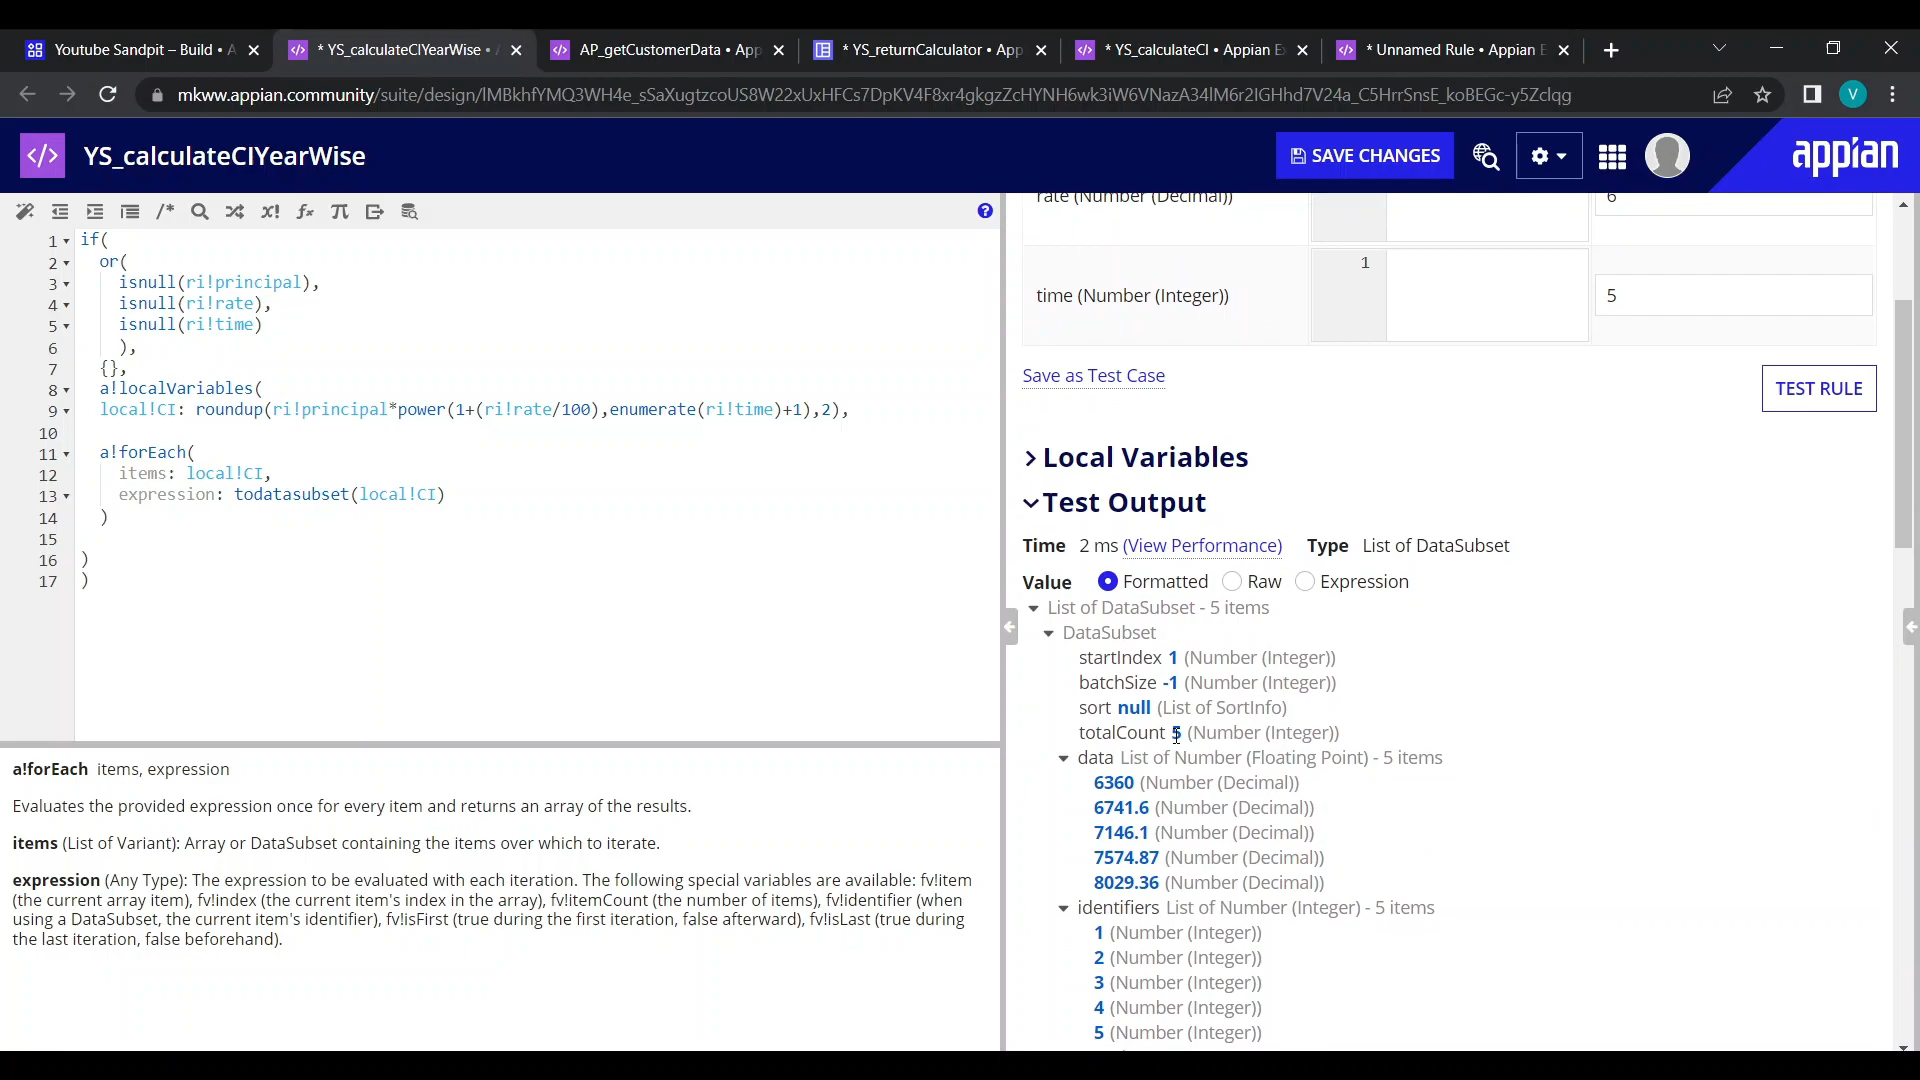 Youtube Sandpit – Build • A
* YS_calculateCIYearWise •
AP_getCustomerData • App
* YS_returnCalculator • App
* YS_calculateCI • Appian E
* Unnamed Rule • Appian E
mkww.appian.community/suite/design/lMBkhfYMQ3WH4e_sSaXugtzcoUS8W22xUxHFCs7DpKV4F8xr4gkgzZcHYNH6wk3iW6VNazA34lM6r2IGHhd7V24a_C5HrrSnsE_koBEGc-y5Zclqg
V
YS_calculateCIYearWise
SAVE CHANGES
appian
1 if(
2 or(
3 isnull(ri!principal),
4 isnull(ri!rate),
5 isnull(ri!time)
6 ),
7 {},
8 a!localVariables(
9 local!CI: roundup(ri!principal*power(1+(ri!rate/100),enumerate(ri!time)+1),2),
10
11 a!forEach(
12 items: local!CI,
13 expression: todatasubset(local!CI)
14 )
15
16 )
17 )
a!forEach items, expression
Evaluates the provided expression once for every item and returns an array of the results.
items (List of Variant): Array or DataSubset containing the items over which to iterate.
expression (Any Type): The expression to be evaluated with each iteration. The following special variables are available: fv!item
(the current array item), fv!index (the current item's index in the array), fv!itemCount (the number of items), fv!identifier (when
using a DataSubset, the current item's identifier), fv!isFirst (true during the first iteration, false afterward), fv!isLast (true during
the last iteration, false beforehand).
rate (Number (Decimal)) 6
time (Number (Integer)) 1 5
Save as Test Case
TEST RULE
Local Variables
Test Output
Time 2 ms (View Performance) Type List of DataSubset
Value Formatted Raw Expression
List of DataSubset - 5 items
DataSubset
startIndex 1 (Number (Integer))
batchSize -1 (Number (Integer))
sort null (List of SortInfo)
totalCount 5 (Number (Integer))
data List of Number (Floating Point) - 5 items
6360 (Number (Decimal))
6741.6 (Number (Decimal))
7146.1 (Number (Decimal))
7574.87 (Number (Decimal))
8029.36 (Number (Decimal))
identifiers List of Number (Integer) - 5 items
1 (Number (Integer))
2 (Number (Integer))
3 (Number (Integer))
4 (Number (Integer))
5 (Number (Integer))